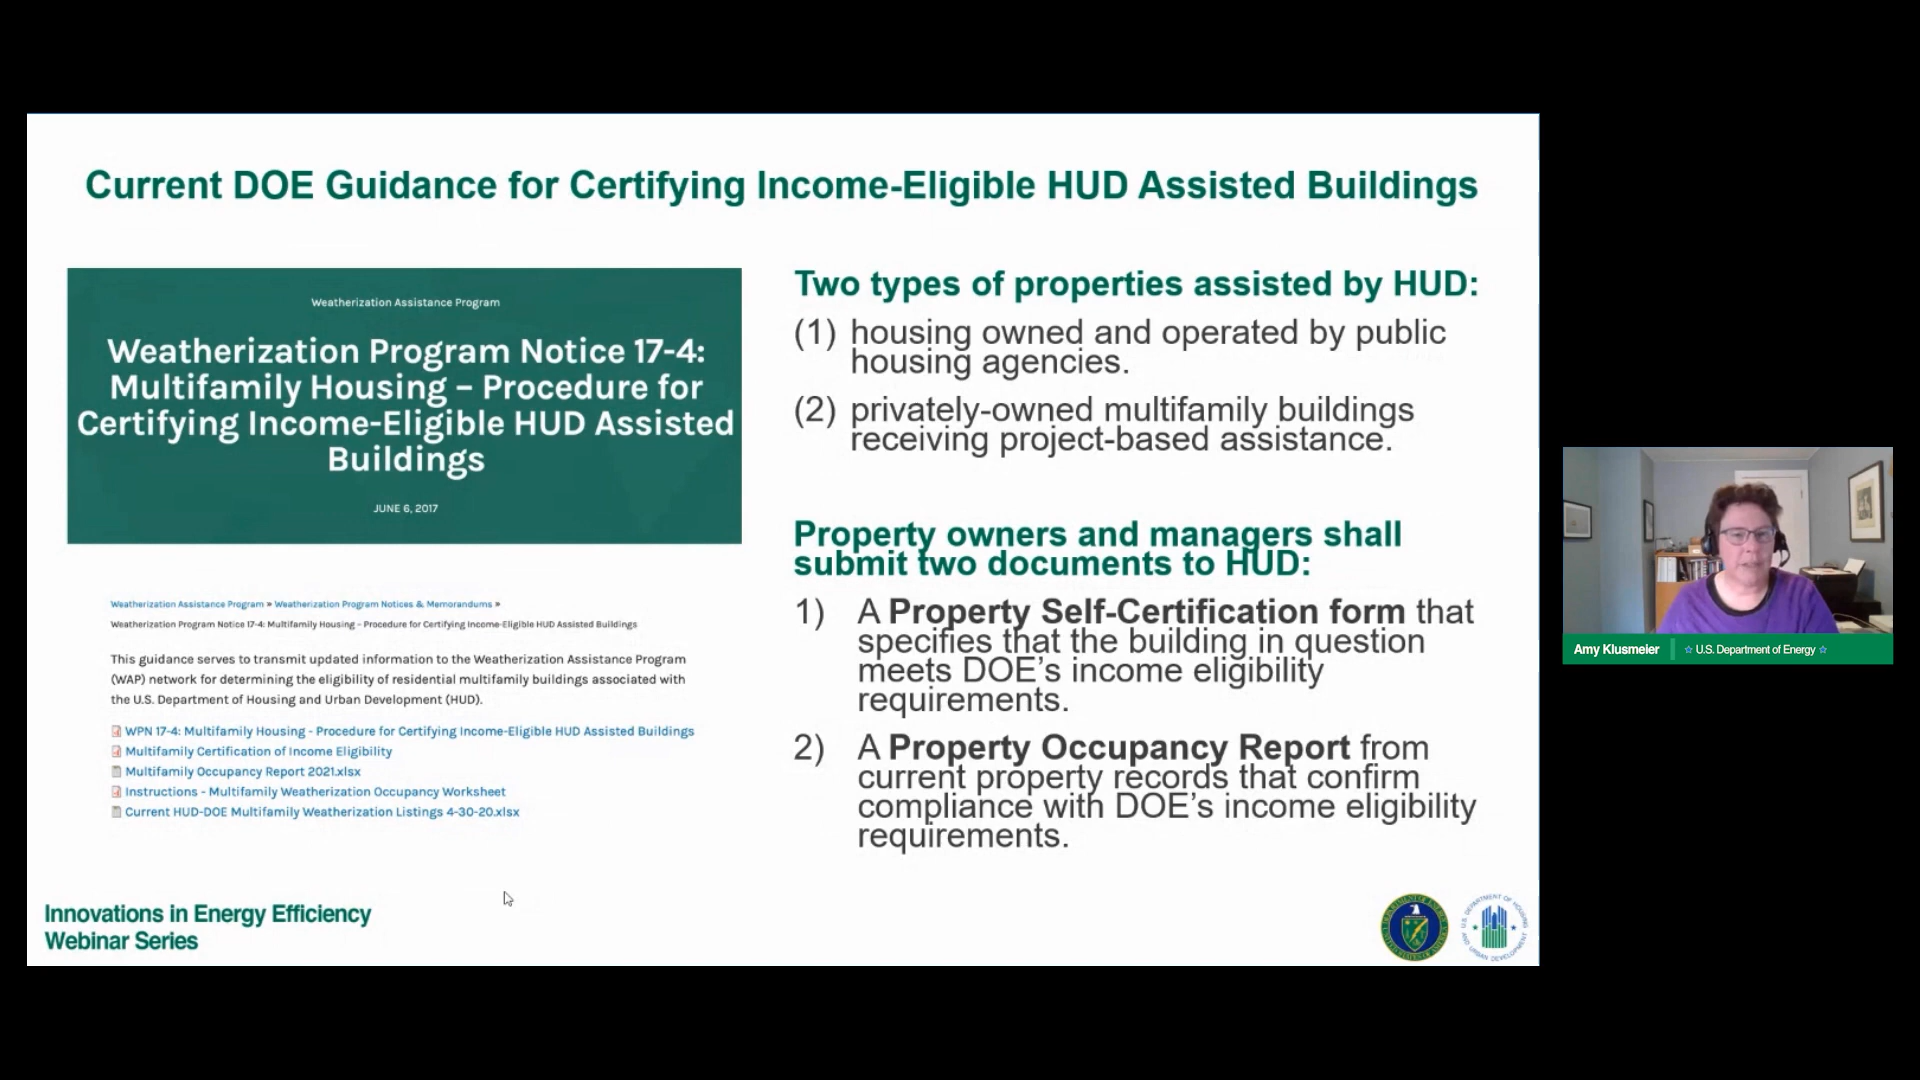 Current DOE Guidance for Certifying Income-Eligible HUD Assisted Buildings
Weatherization Assistance Program
Weatherization Program Notice 17-4:
Multifamily Housing – Procedure for
Certifying Income-Eligible HUD Assisted
Buildings
JUNE 6, 2017
Weatherization Assistance Program » Weatherization Program Notices & Memorandums »
Weatherization Program Notice 17-4: Multifamily Housing – Procedure for Certifying Income-Eligible HUD Assisted Buildings
This guidance serves to transmit updated information to the Weatherization Assistance Program
(WAP) network for determining the eligibility of residential multifamily buildings associated with
the U.S. Department of Housing and Urban Development (HUD).
WPN 17-4: Multifamily Housing - Procedure for Certifying Income-Eligible HUD Assisted Buildings
Multifamily Certification of Income Eligibility
Multifamily Occupancy Report 2021.xlsx
Instructions - Multifamily Weatherization Occupancy Worksheet
Current HUD-DOE Multifamily Weatherization Listings 4-30-20.xlsx
Two types of properties assisted by HUD:
(1) housing owned and operated by public
housing agencies.
(2) privately-owned multifamily buildings
receiving project-based assistance.
Property owners and managers shall
submit two documents to HUD:
1) A Property Self-Certification form that
specifies that the building in question
meets DOE's income eligibility
requirements.
2) A Property Occupancy Report from
current property records that confirm
compliance with DOE's income eligibility
requirements.
Innovations in Energy Efficiency
Webinar Series
U.S. DEPARTMENT OF HOUSING
AND URBAN DEVELOPMENT
Amy Klusmeier
U.S. Department of Energy